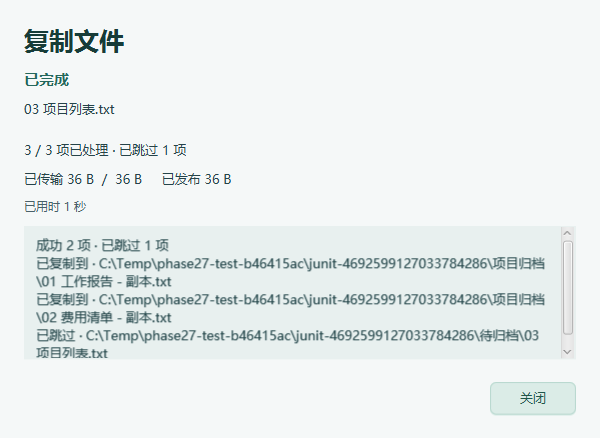 复制文件
已完成
03 项目列表.txt
3 / 3 项已处理 · 已跳过 1 项
已传输 36 B / 36 B 已发布 36 B
已用时 1 秒
成功 2 项 · 已跳过 1 项
已复制到 · C:\Temp\phase27-test-b46415ac\junit-4692599127033784286\项目归档
\01 工作报告 - 副本.txt
已复制到 · C:\Temp\phase27-test-b46415ac\junit-4692599127033784286\项目归档
\02 费用清单 - 副本.txt
已跳过 · C:\Temp\phase27-test-b46415ac\junit-4692599127033784286\待归档\03
项目列表.txt
关闭